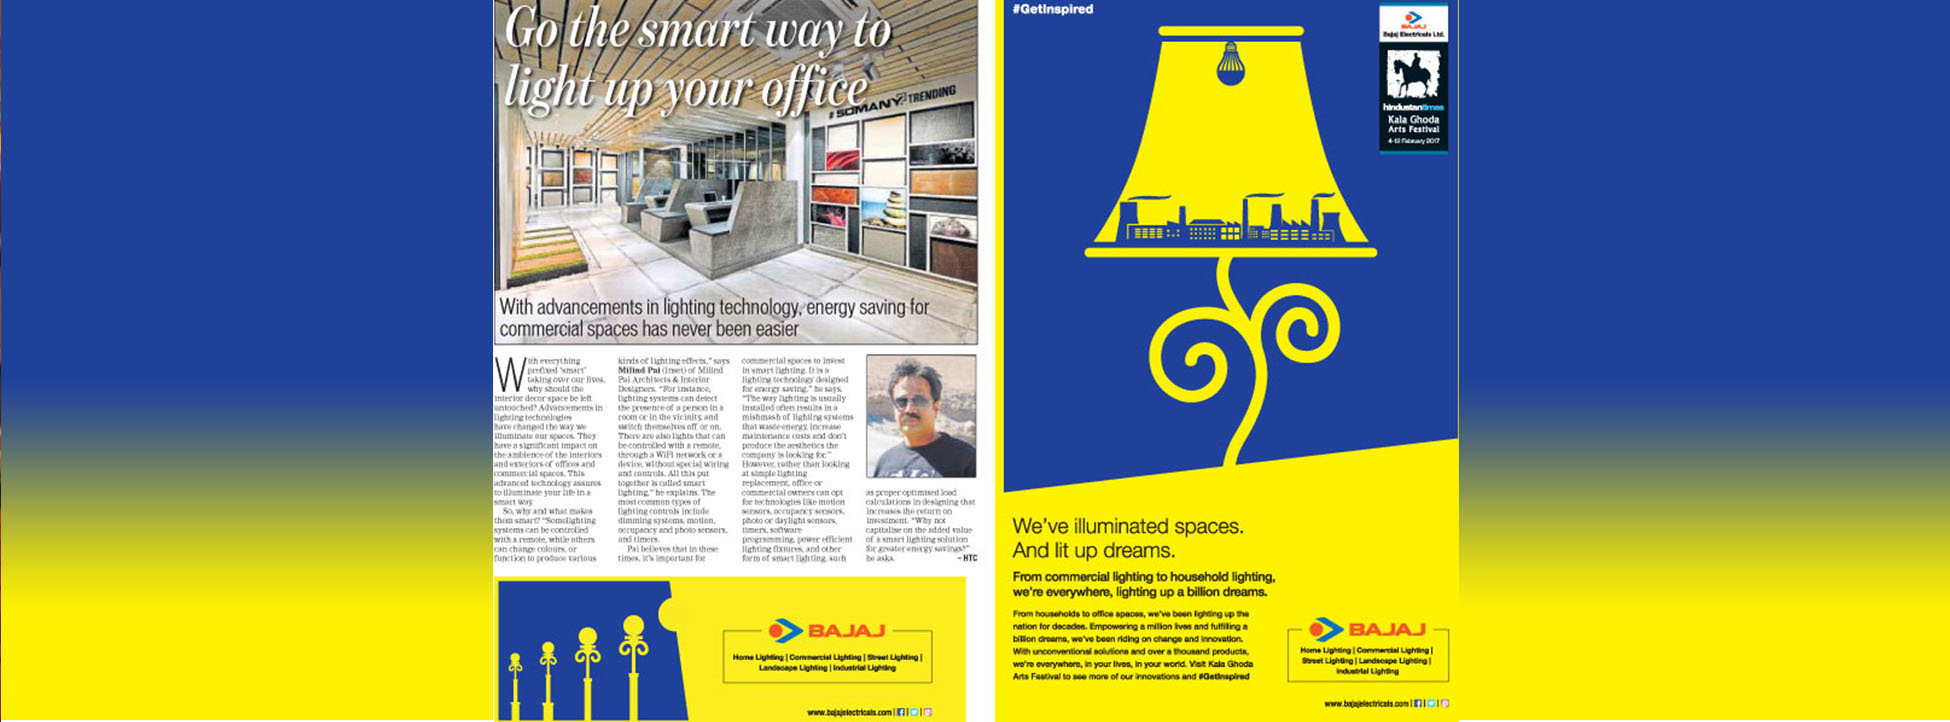 Go the smart way to
light up your office
# SOMANY TRENDING
With advancements in lighting technology, energy saving for
commercial spaces has never been easier
With everything
prefixed 'smart'
taking over our lives,
why should the
interior decor space be left
untouched? Advancements in
lighting technologies
have changed the way we
illuminate our spaces. They
have a significant impact on
the ambience of the interiors
and exteriors of offices and
commercial spaces. This
advanced technology assures
to illuminate your life in a
smart way.
So, why and what makes
them smart? "Some lighting
systems can be controlled
with a remote, while others
can change colours, or
function to produce various
kinds of lighting effects," says
Milind Pai (inset) of Milind
Pai Architects & Interior
Designers. "For instance,
lighting systems can detect
the presence of a person in a
room or in the vicinity, and
switch themselves off or on.
There are also lights that can
be controlled with a remote,
through a WiFi network or a
device, without special wiring
and controls. All this put
together is called smart
lighting," he explains. The
most common types of
lighting controls include
dimming systems, motion,
occupancy and photo sensors,
and timers.
Pai believes that in these
times, it's important for
commercial spaces to invest
in smart lighting. It is a
lighting technology designed
for energy saving," he says.
"The way lighting is usually
installed often results in a
mishmash of lighting systems
that waste energy, increase
maintenance costs and don't
produce the aesthetics the
company is looking for."
However, rather than looking
at simple lighting
replacement, office or
commercial owners can opt
for technologies like motion
sensors, occupancy sensors,
photo or daylight sensors,
timers, software
programming, power efficient
lighting fixtures, and other
form of smart lighting, such
as proper optimised load
calculations in designing that
increases the return on
investment. "Why not
capitalise on the added value
of a smart lighting solution
for greater energy savings?"
he asks. – HTC
BAJAJ
Home Lighting | Commercial Lighting | Street Lighting |
Landscape Lighting | Industrial Lighting
www.bajajelectricals.com
#GetInspired
BAJAJ
Bajaj Electricals Ltd.
hindustantimes
Kala Ghoda
Arts Festival
4-12 February 2017
We've illuminated spaces.
And lit up dreams.
From commercial lighting to household lighting,
we're everywhere, lighting up a billion dreams.
From households to office spaces, we've been lighting up the
nation for decades. Empowering a million lives and fulfilling a
billion dreams, we've been riding on change and innovation.
With unconventional solutions and over a thousand products,
we're everywhere, in your lives, in your world. Visit Kala Ghoda
Arts Festival to see more of our innovations and #GetInspired
BAJAJ
Home Lighting | Commercial Lighting |
Street Lighting | Landscape Lighting |
Industrial Lighting
www.bajajelectricals.com